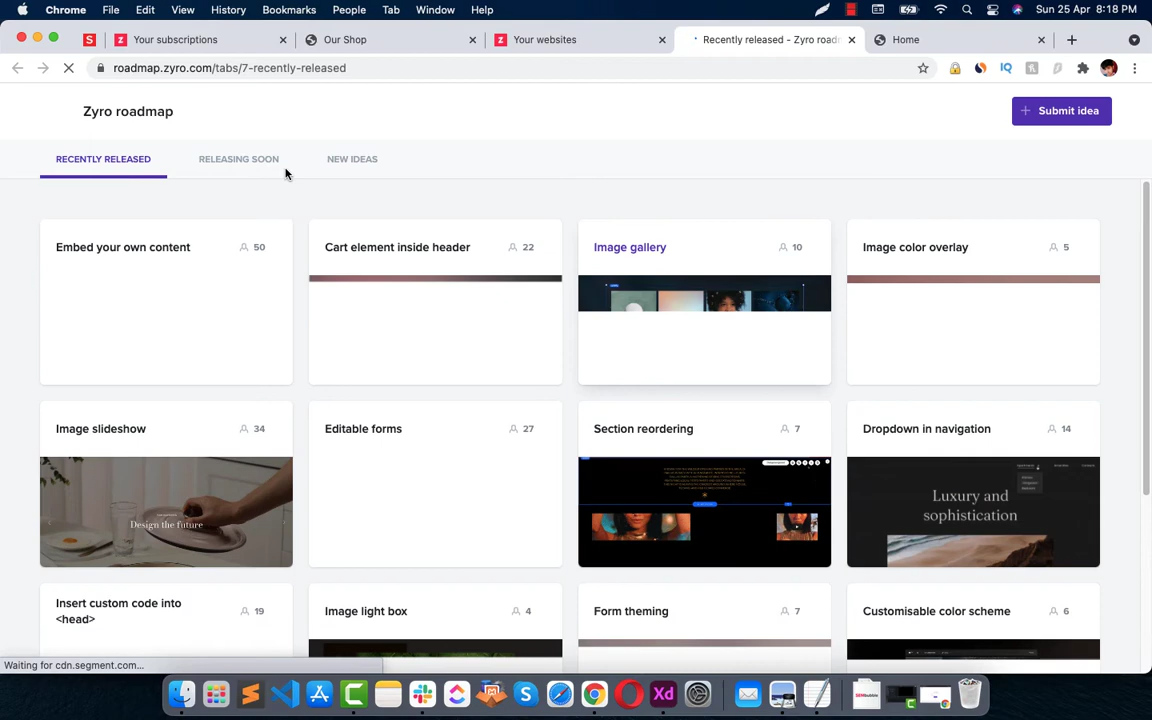 Chrome File Edit View History Bookmarks People Tab Window Help Sun 25 Apr 8:18 PM
S Your subscriptions Our Shop Your websites Recently released - Zyro road Home
roadmap.zyro.com/tabs/7-recently-released
Zyro roadmap
Submit idea
RECENTLY RELEASED RELEASING SOON NEW IDEAS
Embed your own content 50
Cart element inside header 22
Image gallery 10
Image color overlay 5
Image slideshow 34
Design the future
Editable forms 27
Section reordering 7
Dropdown in navigation 14
Luxury and
sophistication
Insert custom code into
<head> 19
Image light box 4
Form theming 7
Customisable color scheme 6
Waiting for cdn.segment.com...